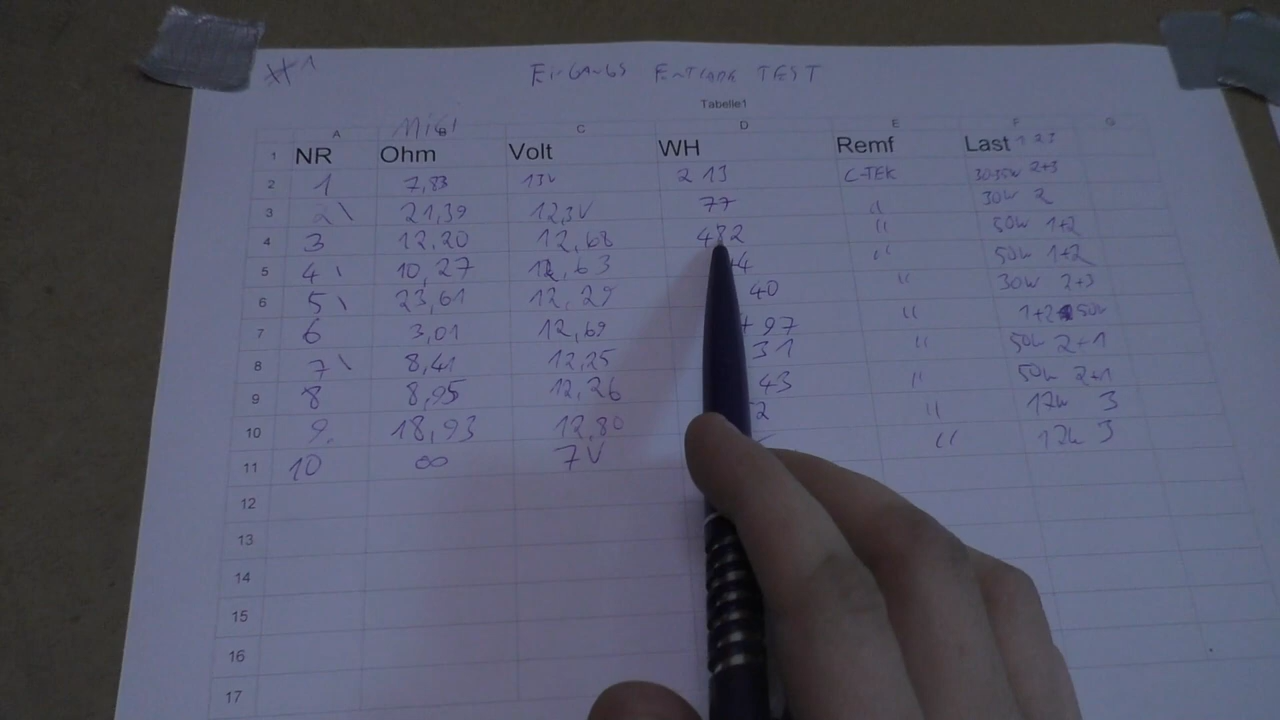 #1 TEST
Tabelle1
A C D E F G
1 NR Ohm Volt WH Remf Last 1 2 3
2 1 7,83 13V 213 C-TEK 30-35W 2+3
3 2 21,39 12,3V 77 " 30W 2
4 3 12,20 12,68 482 " 50W 1+2
5 4 10,27 12,63 " 50W 1+2
6 5 23,61 12,29 40 " 30W 2+3
7 6 3,01 12,69 97 " 1+2 50W
8 7 8,41 12,25 31 " 50W 2+1
9 8 8,95 12,26 43 " 50W 2+1
10 9. 18,93 12,80 2 " 12W 3
11 10 ∞ 7V " 12W 3
12
13
14
15
16
17